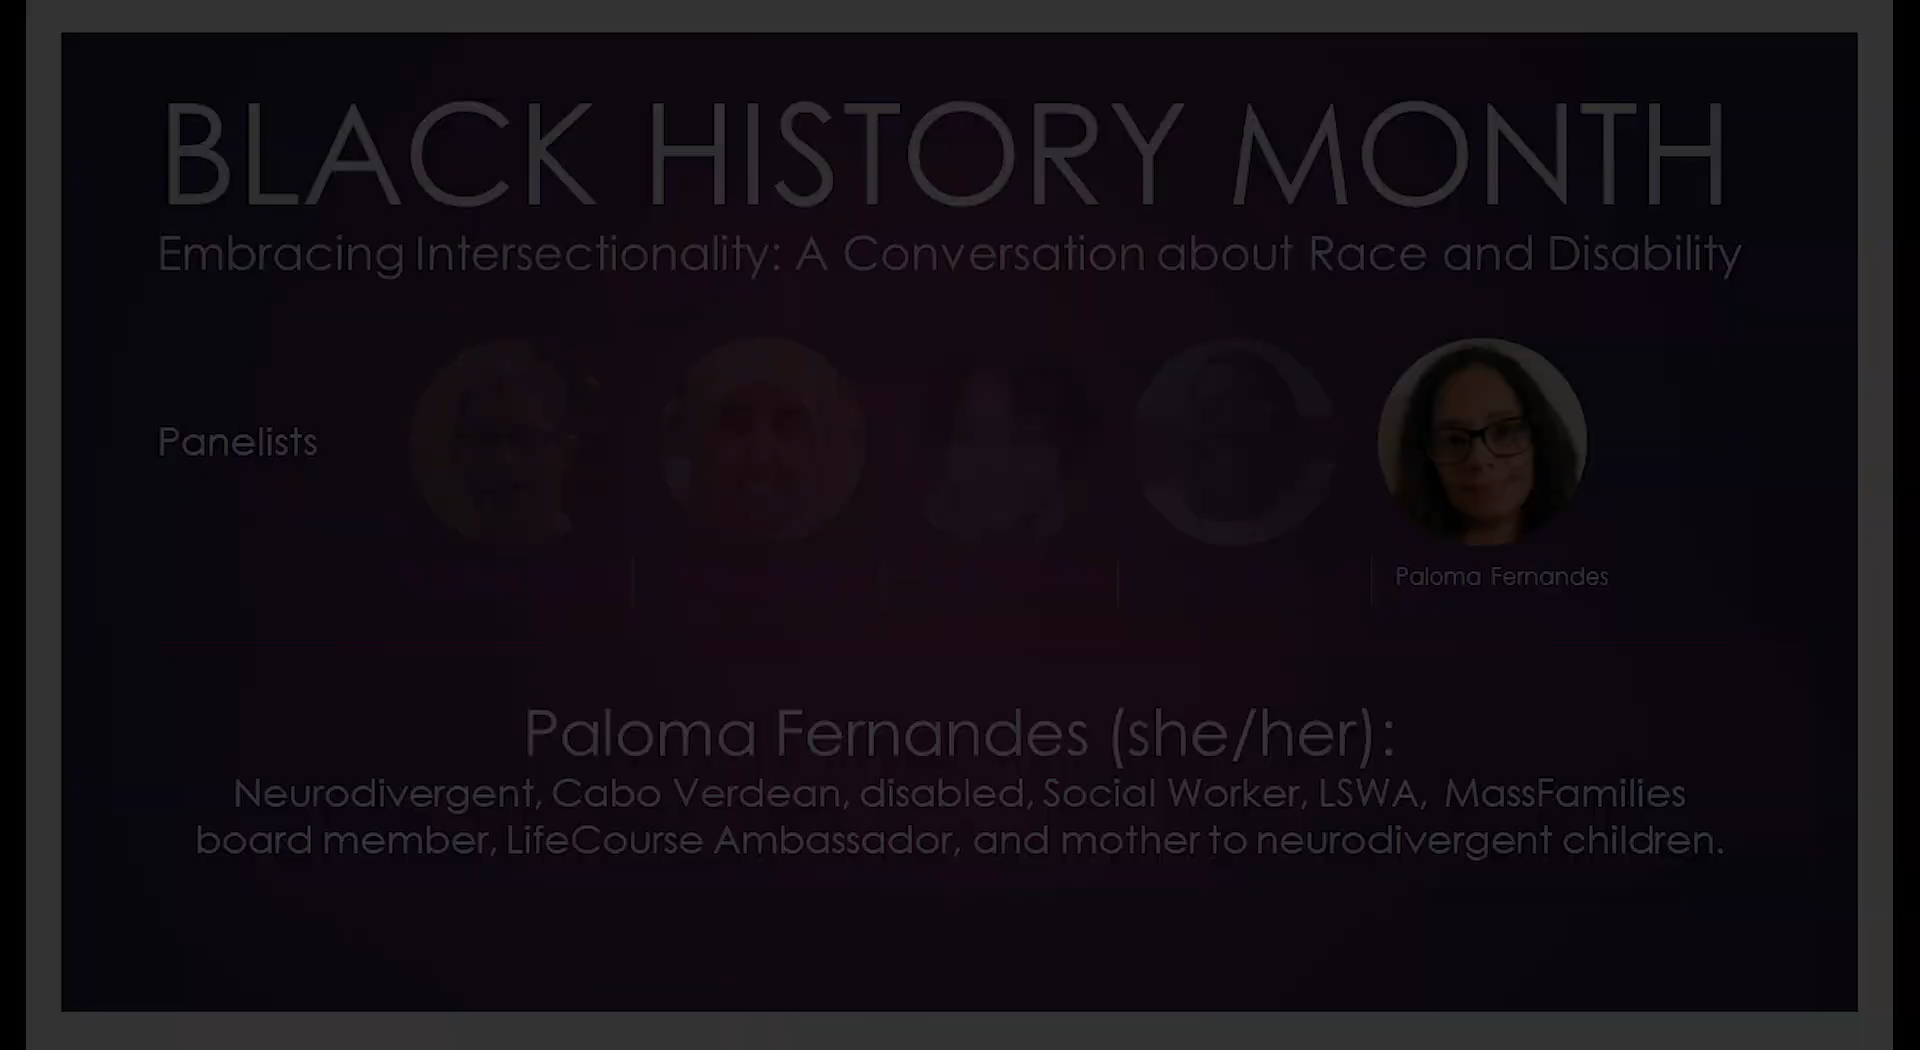 BLACK HISTORY MONTH
Embracing Intersectionality: A Conversation about Race and Disability
Panelists
Paloma Fernandes
Paloma Fernandes (she/her):
Neurodivergent, Cabo Verdean, disabled, Social Worker, LSWA, MassFamilies
board member, LifeCourse Ambassador, and mother to neurodivergent children.